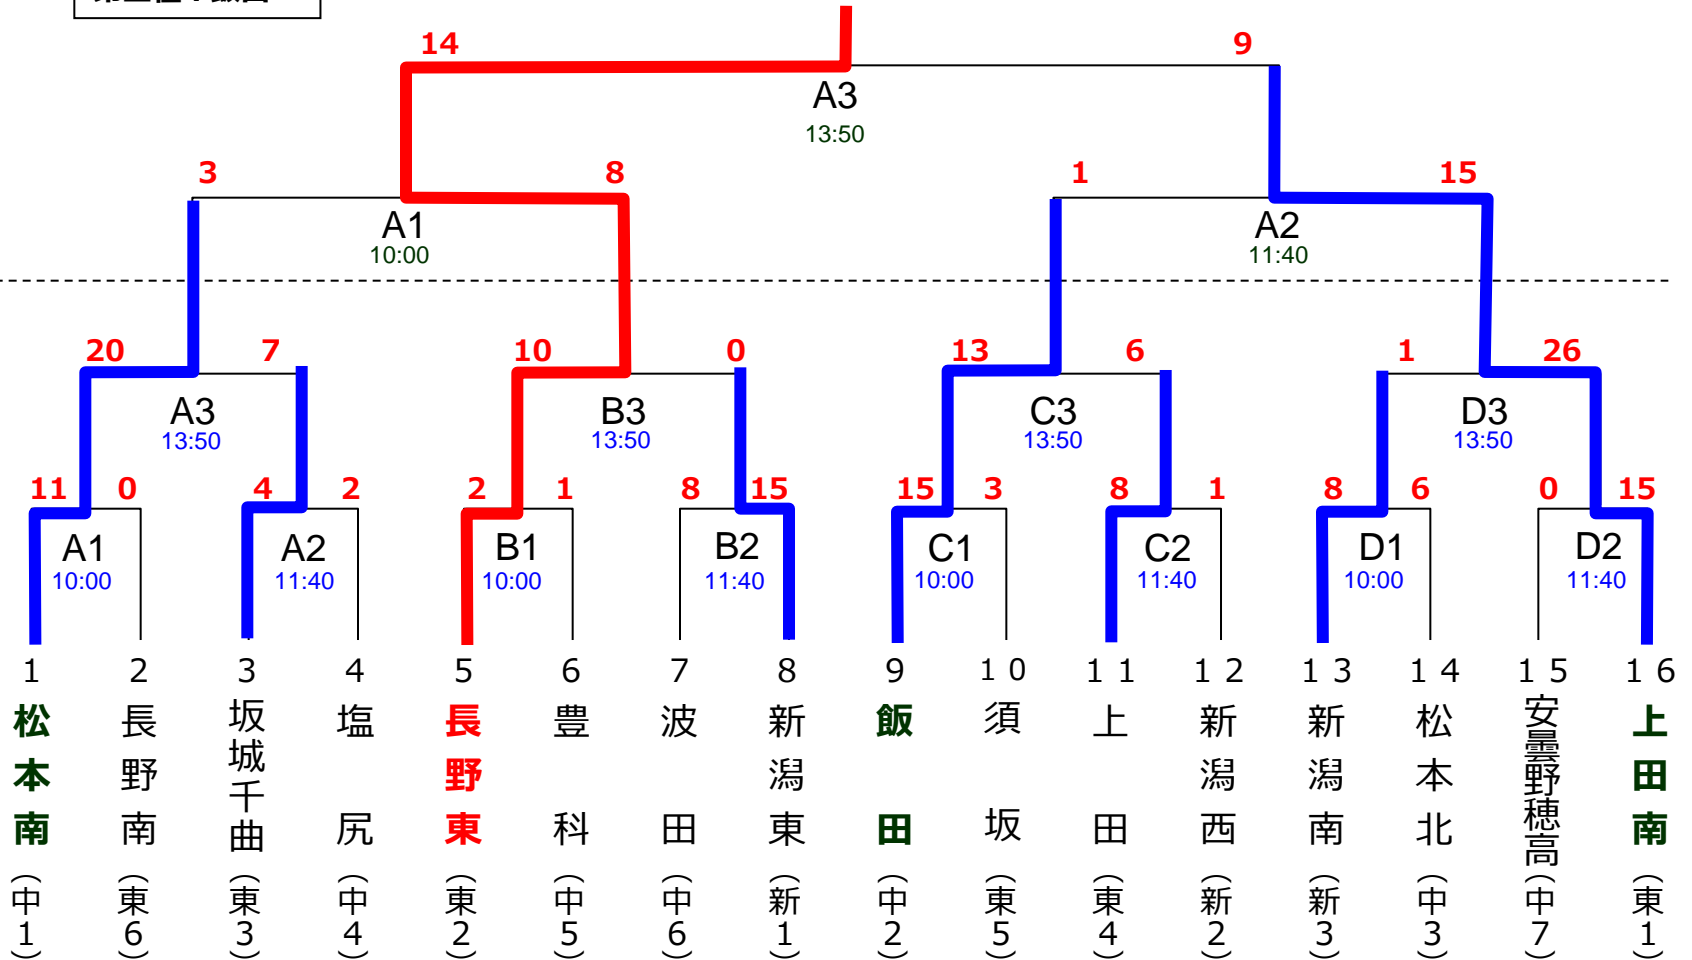 14 9
A3
13:50
3 8 1 15
A1 A2
10:00 11:40
20 7 10 0 13 6 1 26
A3 B3 C3 D3
13:50 13:50 13:50 13:50
11 0 4 2 2 1 8 15 15 3 8 1 8 6 0 15
A1 A2 B1 B2 C1 C2 D1 D2
10:00 11:40 10:00 11:40 10:00 11:40 10:00 11:40
1 2 3 4 5 6 7 8 9 10 11 12 13 14 15 16
松本南(中1)
長野南(東6)
坂城千曲(東3)
塩尻(中4)
長野東(東2)
豊科(中5)
波田(中6)
新潟東(新1)
飯田(中2)
須坂(東5)
上田(東4)
新潟西(新2)
新潟南(新3)
松本北(中3)
安曇野穂高(中7)
上田南(東1)